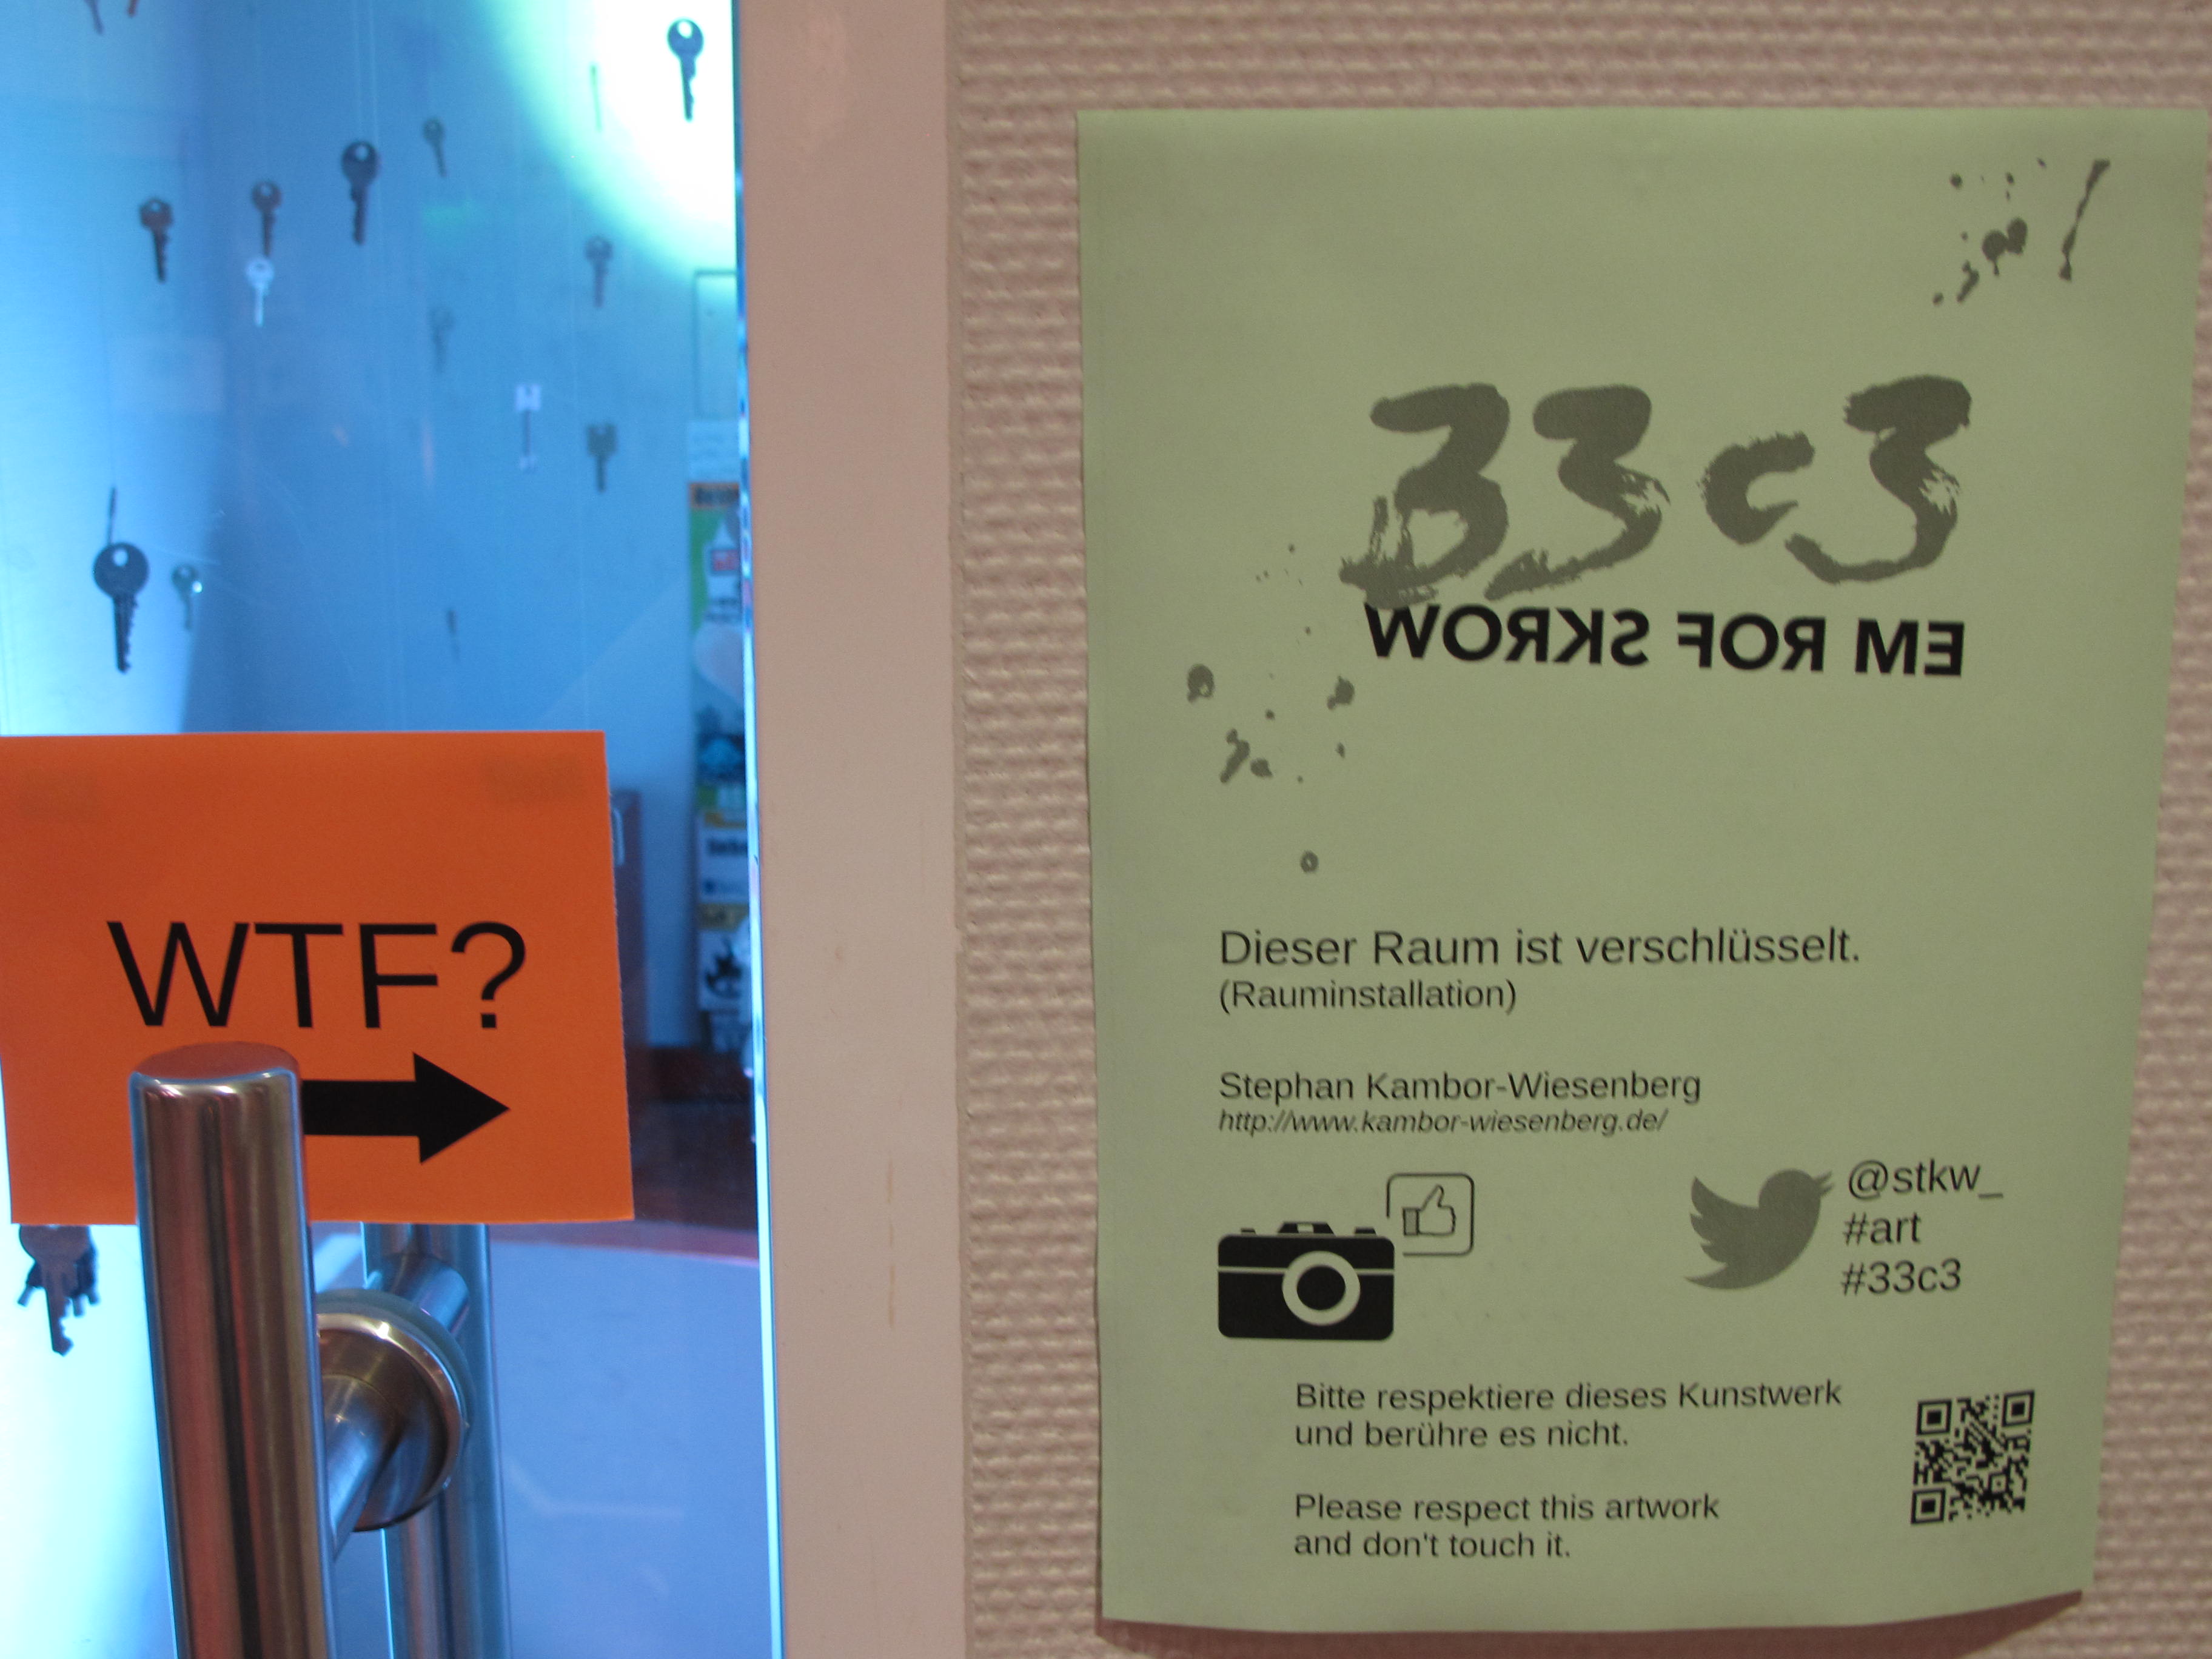 WTF?
33c3
WORKS FOR ME
Dieser Raum ist verschlüsselt.
(Rauminstallation)
Stephan Kambor-Wiesenberg
http://www.kambor-wiesenberg.de/
@stkw_
#art
#33c3
Bitte respektiere dieses Kunstwerk
und berühre es nicht.
Please respect this artwork
and don't touch it.